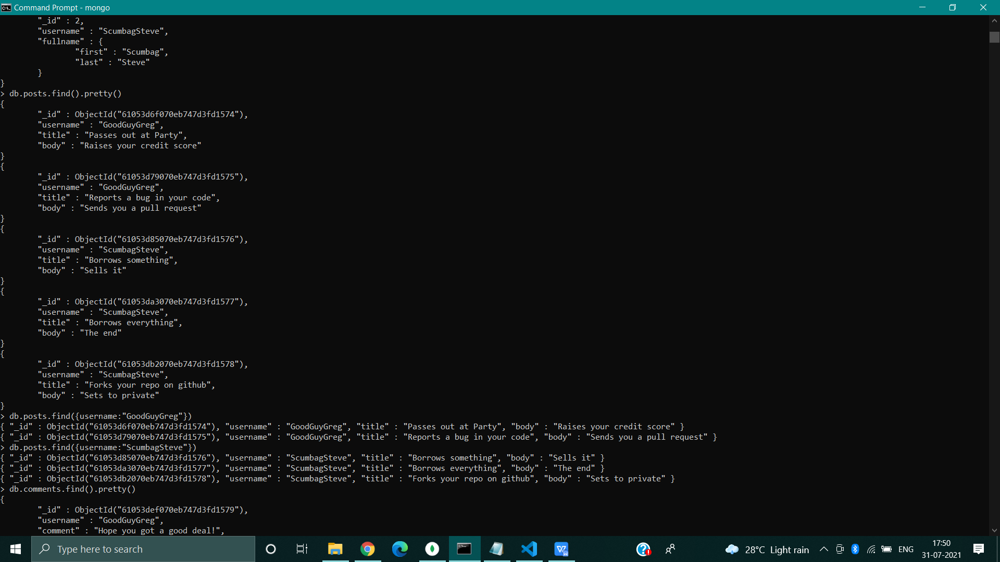 Command Prompt - mongo
"_id" : 2,
"username" : "ScumbagSteve",
"fullname" : {
"first" : "Scumbag",
"last" : "Steve"
}
}
> db.posts.find().pretty()
{
"_id" : ObjectId("61053d6f070eb747d3fd1574"),
"username" : "GoodGuyGreg",
"title" : "Passes out at Party",
"body" : "Raises your credit score"
}
{
"_id" : ObjectId("61053d79070eb747d3fd1575"),
"username" : "GoodGuyGreg",
"title" : "Reports a bug in your code",
"body" : "Sends you a pull request"
}
{
"_id" : ObjectId("61053d85070eb747d3fd1576"),
"username" : "ScumbagSteve",
"title" : "Borrows something",
"body" : "Sells it"
}
{
"_id" : ObjectId("61053da3070eb747d3fd1577"),
"username" : "ScumbagSteve",
"title" : "Borrows everything",
"body" : "The end"
}
{
"_id" : ObjectId("61053db2070eb747d3fd1578"),
"username" : "ScumbagSteve",
"title" : "Forks your repo on github",
"body" : "Sets to private"
}
> db.posts.find({username:"GoodGuyGreg"})
{ "_id" : ObjectId("61053d6f070eb747d3fd1574"), "username" : "GoodGuyGreg", "title" : "Passes out at Party", "body" : "Raises your credit score" }
{ "_id" : ObjectId("61053d79070eb747d3fd1575"), "username" : "GoodGuyGreg", "title" : "Reports a bug in your code", "body" : "Sends you a pull request" }
> db.posts.find({username:"ScumbagSteve"})
{ "_id" : ObjectId("61053d85070eb747d3fd1576"), "username" : "ScumbagSteve", "title" : "Borrows something", "body" : "Sells it" }
{ "_id" : ObjectId("61053da3070eb747d3fd1577"), "username" : "ScumbagSteve", "title" : "Borrows everything", "body" : "The end" }
{ "_id" : ObjectId("61053db2070eb747d3fd1578"), "username" : "ScumbagSteve", "title" : "Forks your repo on github", "body" : "Sets to private" }
> db.comments.find().pretty()
{
"_id" : ObjectId("61053def070eb747d3fd1579"),
"username" : "GoodGuyGreg",
"comment" : "Hope you got a good deal!",
Type here to search
28°C Light rain
ENG
17:50
31-07-2021